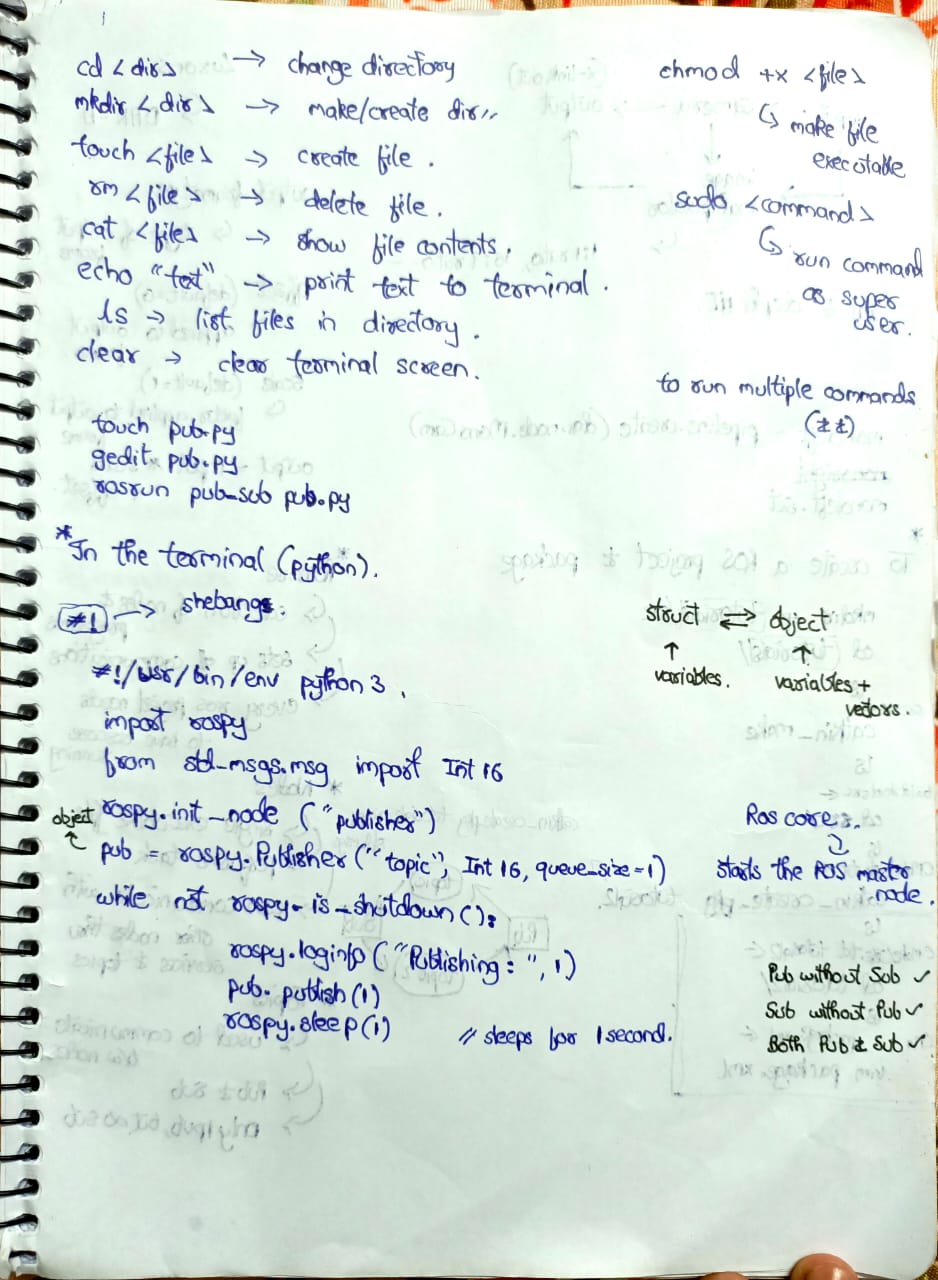 cd <dir> → change directory
mkdir <dir> → make/create dir〃
touch <file> → create file.
rm <file> → delete file.
cat <file> → show file contents.
echo "text" → print text to terminal.
ls → list files in directory.
clear → clear terminal screen.
chmod +x <file>
↳ make file
executable
sudo <command>
↳ run command
as super
user.
to run multiple commands
(&&)
touch pub.py
gedit pub.py
rosrun pub_sub pub.py
*In the terminal (python).
#! → shebang:
#!/usr/bin/env python3.
import rospy
from std_msgs.msg import Int16
struct ⇌ object
↑ ↑
variables. variables +
vectors.
rospy.init_node ("publisher")
object
↑
pub = rospy.Publisher ("topic", Int16, queue_size=1)
while not rospy.is_shutdown():
rospy.loginfo ("Publishing: ", 1)
pub. publish(1)
rospy.sleep(1) // sleeps for 1 second.
Ros core
↓
starts the ROS master
node.
Pub without Sub ✓
Sub without Pub ✓
Both Pub & Sub ✓